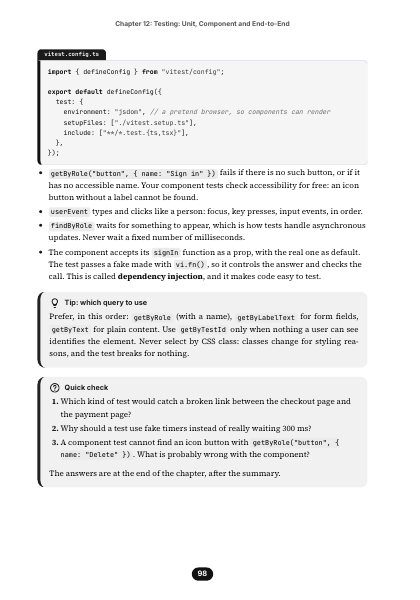 Chapter 12: Testing: Unit, Component and End-to-End
vitest.config.ts
import { defineConfig } from "vitest/config";
export default defineConfig({
test: {
environment: "jsdom", // a pretend browser, so components can render
setupFiles: ["./vitest.setup.ts"],
include: ["**/*.test.{ts,tsx}"],
},
});
• getByRole("button", { name: "Sign in" }) fails if there is no such button, or if it
has no accessible name. Your component tests check accessibility for free: an icon
button without a label cannot be found.
• userEvent types and clicks like a person: focus, key presses, input events, in order.
• findByRole waits for something to appear, which is how tests handle asynchronous
updates. Never wait a fixed number of milliseconds.
• The component accepts its signIn function as a prop, with the real one as default.
The test passes a fake made with vi.fn(), so it controls the answer and checks the
call. This is called dependency injection, and it makes code easy to test.
Tip: which query to use
Prefer, in this order: getByRole (with a name), getByLabelText for form fields,
getByText for plain content. Use getByTestId only when nothing a user can see
identifies the element. Never select by CSS class: classes change for styling rea-
sons, and the test breaks for nothing.
Quick check
1. Which kind of test would catch a broken link between the checkout page and
the payment page?
2. Why should a test use fake timers instead of really waiting 300 ms?
3. A component test cannot find an icon button with getByRole("button", {
name: "Delete" }). What is probably wrong with the component?
The answers are at the end of the chapter, after the summary.
98